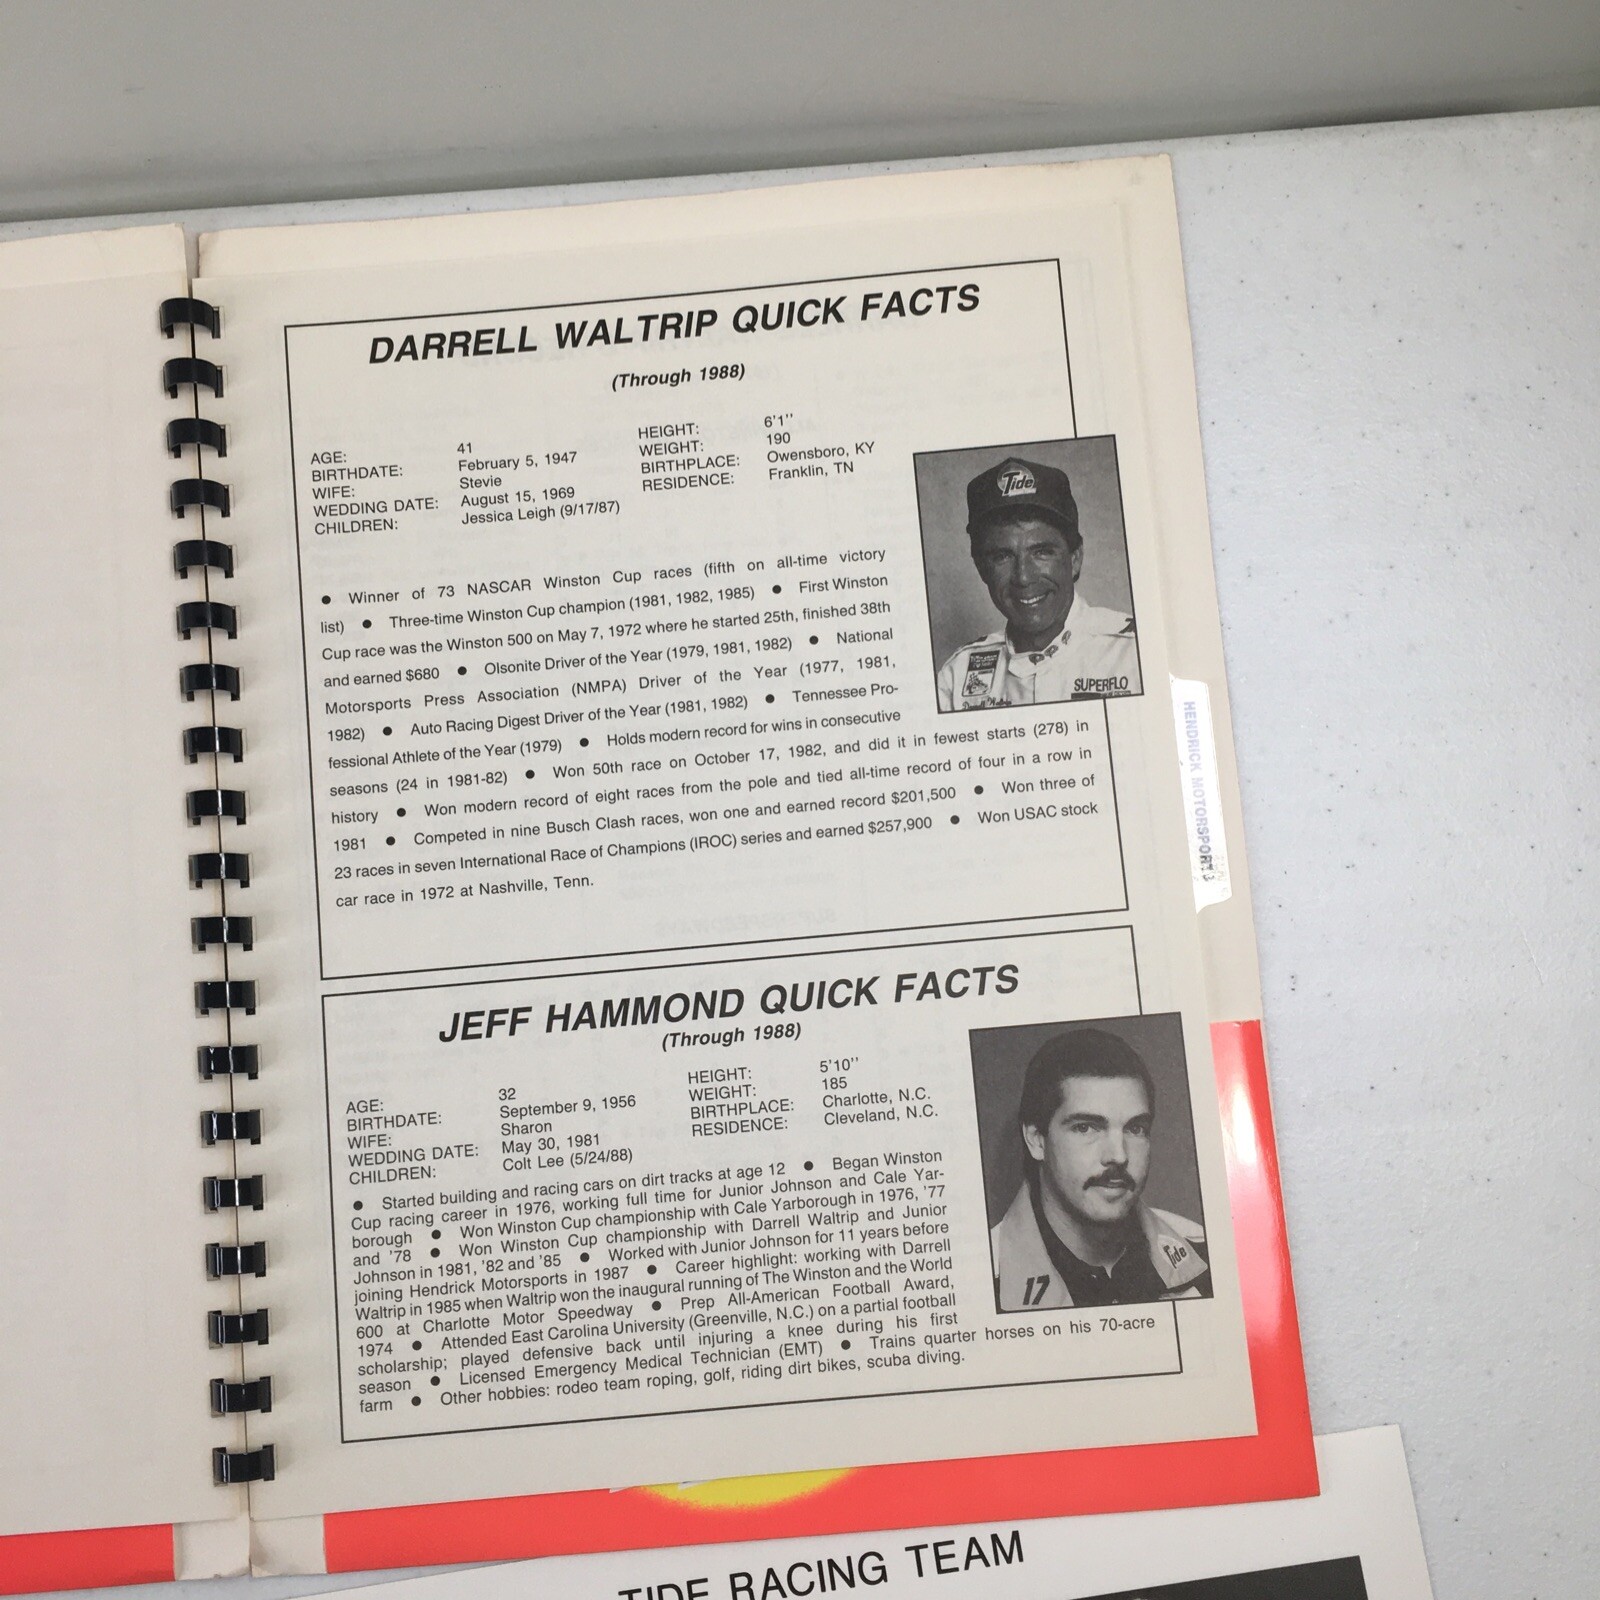 DARRELL WALTRIP QUICK FACTS
(Through 1988)
AGE: 41
BIRTHDATE: February 5, 1947
WIFE: Stevie
WEDDING DATE: August 15, 1969
CHILDREN: Jessica Leigh (9/17/87)
HEIGHT: 6'1''
WEIGHT: 190
BIRTHPLACE: Owensboro, KY
RESIDENCE: Franklin, TN
● Winner of 73 NASCAR Winston Cup races (fifth on all-time victory
list) ● Three-time Winston Cup champion (1981, 1982, 1985) ● First Winston
Cup race was the Winston 500 on May 7, 1972 where he started 25th, finished 38th
and earned $680 ● Olsonite Driver of the Year (1979, 1981, 1982) ● National
Motorsports Press Association (NMPA) Driver of the Year (1977, 1981,
1982) ● Auto Racing Digest Driver of the Year (1981, 1982) ● Tennessee Pro-
fessional Athlete of the Year (1979) ● Holds modern record for wins in consecutive
seasons (24 in 1981-82) ● Won 50th race on October 17, 1982, and did it in fewest starts (278) in
history ● Won modern record of eight races from the pole and tied all-time record of four in a row in
1981 ● Competed in nine Busch Clash races, won one and earned record $201,500 ● Won three of
23 races in seven International Race of Champions (IROC) series and earned $257,900 ● Won USAC stock
car race in 1972 at Nashville, Tenn.
Tide
SUPERFLO
HENDRICK MOTORSPORTS
JEFF HAMMOND QUICK FACTS
(Through 1988)
AGE: 32
BIRTHDATE: September 9, 1956
WIFE: Sharon
WEDDING DATE: May 30, 1981
CHILDREN: Colt Lee (5/24/88)
HEIGHT: 5'10''
WEIGHT: 185
BIRTHPLACE: Charlotte, N.C.
RESIDENCE: Cleveland, N.C.
● Started building and racing cars on dirt tracks at age 12 ● Began Winston
Cup racing career in 1976, working full time for Junior Johnson and Cale Yar-
borough ● Won Winston Cup championship with Cale Yarborough in 1976, '77
and '78 ● Won Winston Cup championship with Darrell Waltrip and Junior
Johnson in 1981, '82 and '85 ● Worked with Junior Johnson for 11 years before
joining Hendrick Motorsports in 1987 ● Career highlight: working with Darrell
Waltrip in 1985 when Waltrip won the inaugural running of The Winston and the World
600 at Charlotte Motor Speedway ● Prep All-American Football Award,
1974 ● Attended East Carolina University (Greenville, N.C.) on a partial football
scholarship; played defensive back until injuring a knee during his first
season ● Licensed Emergency Medical Technician (EMT) ● Trains quarter horses on his 70-acre
farm ● Other hobbies: rodeo team roping, golf, riding dirt bikes, scuba diving.
Tide
17
TIDE RACING TEAM